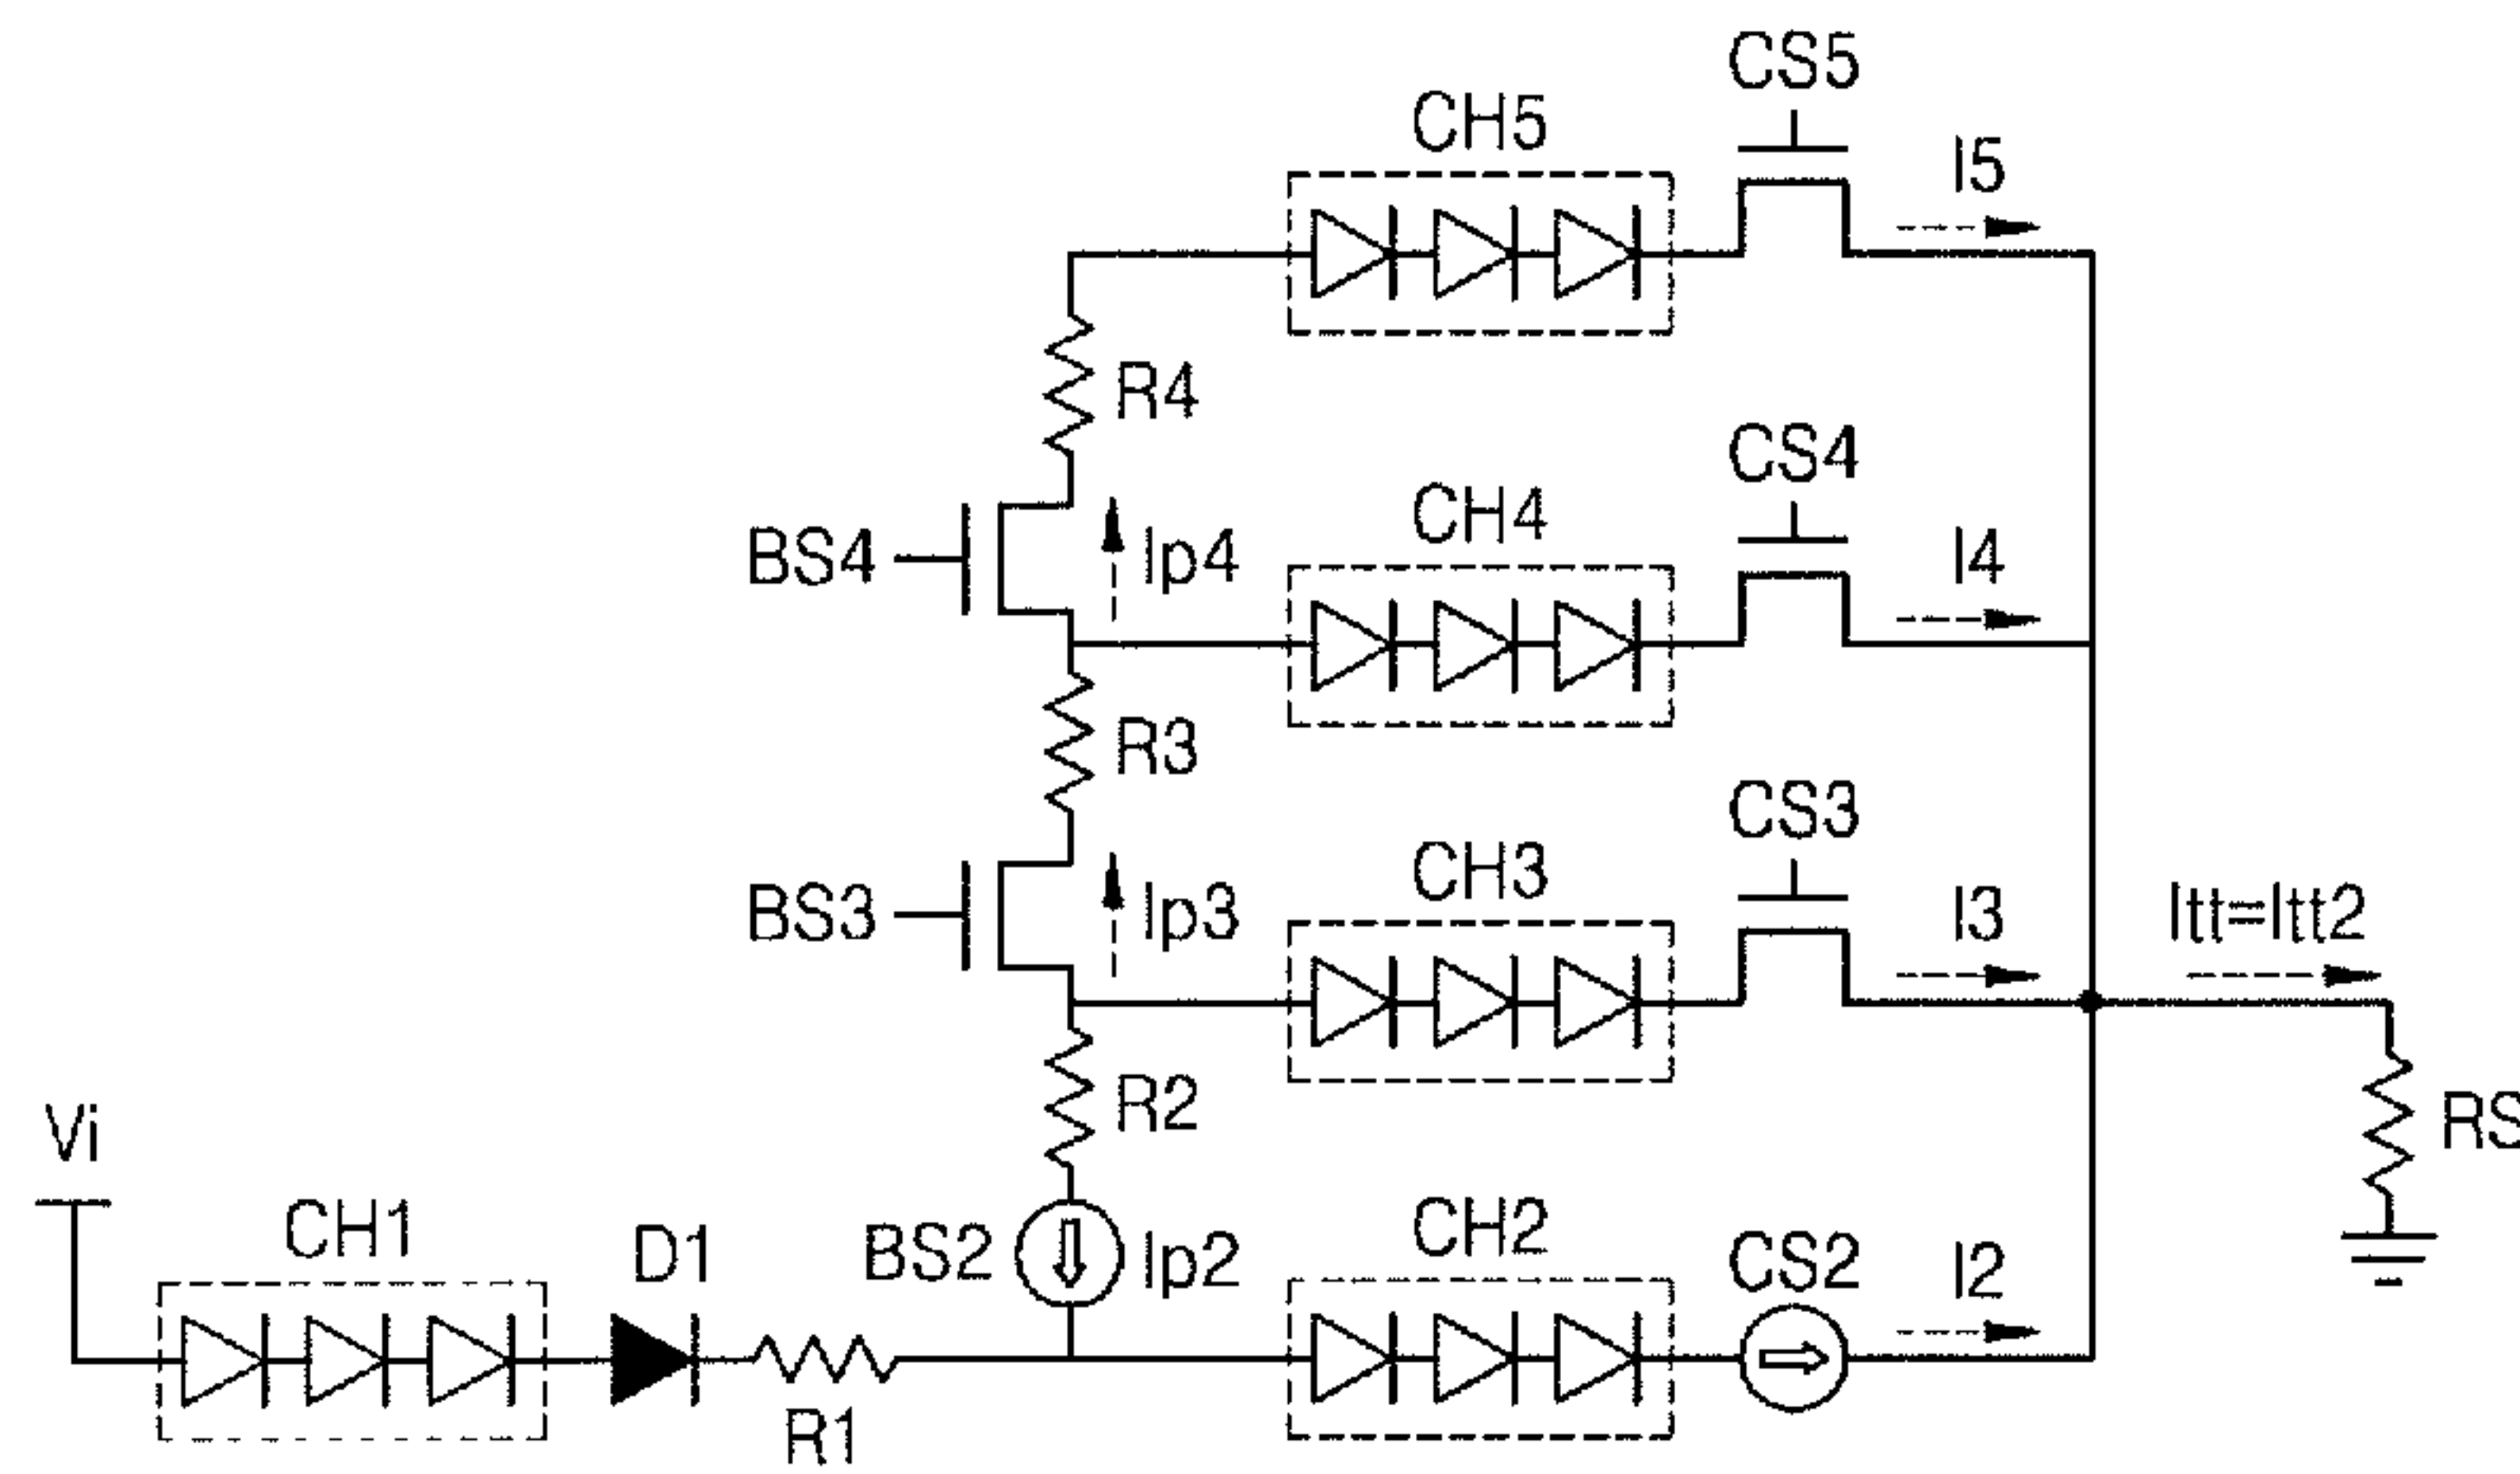 CS5
CH5
I5
R4
CS4
CH4
I4
BS4
Ip4
R3
CS3
CH3
I3
Itt=Itt2
BS3
Ip3
R2
RS
Vi
CH1
D1
BS2
Ip2
CH2
CS2
I2
R1